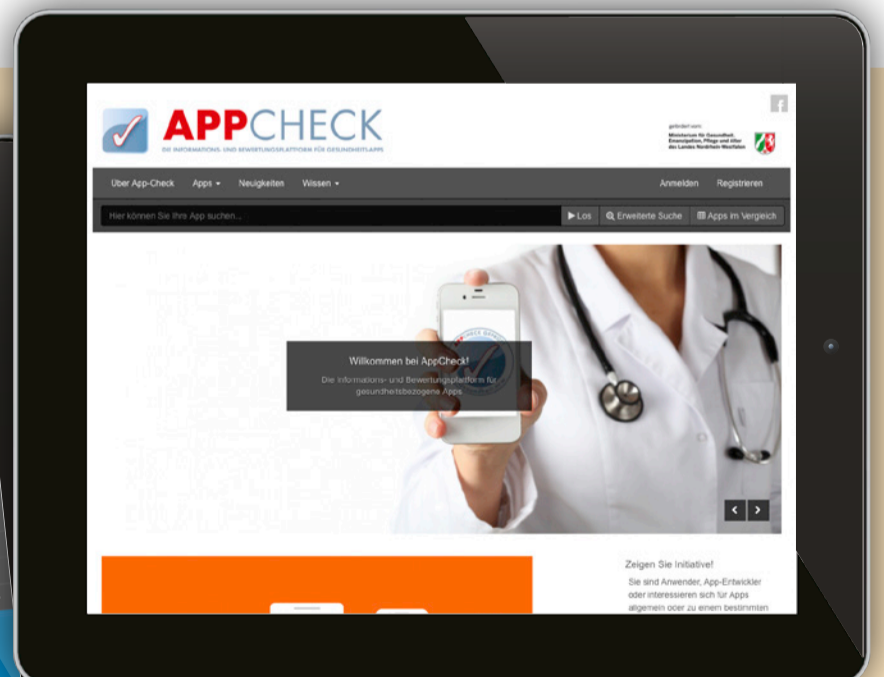 f
APPCHECK
DIE INFORMATIONS- UND BEWERTUNGSPLATTFORM FÜR GESUNDHEITS-APPS
gefördert vom:
Ministerium für Gesundheit,
Emanzipation, Pflege und Alter
des Landes Nordrhein-Westfalen
Über App-Check Apps Neuigkeiten Wissen Anmelden Registrieren
Hier können Sie Ihre App suchen... Los Erweiterte Suche Apps im Vergleich
Willkommen bei AppCheck!
Die Informations- und Bewertungsplattform für
gesundheitsbezogene Apps
Zeigen Sie Initiative!
Sie sind Anwender, App-Entwickler
oder interessieren sich für Apps
allgemein oder zu einem bestimmten